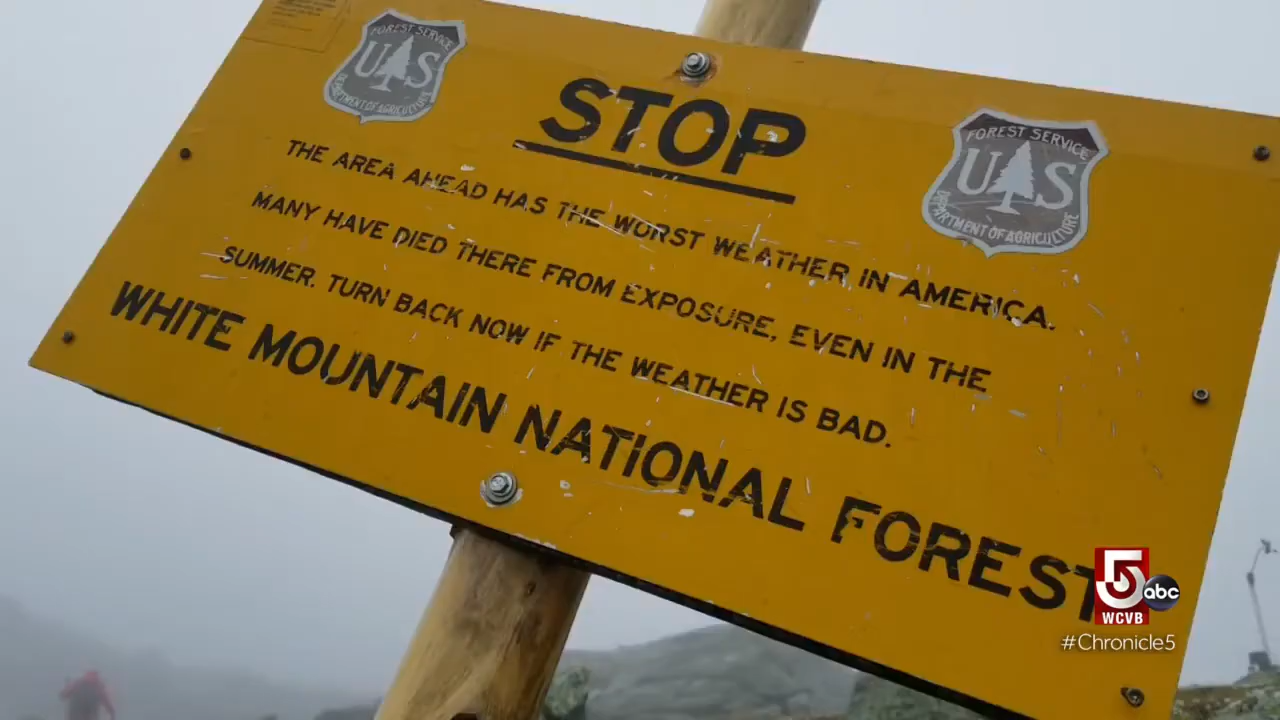 FOREST SERVICE
US
DEPARTMENT OF AGRICULTURE
STOP
FOREST SERVICE
US
DEPARTMENT OF AGRICULTURE
THE AREA AHEAD HAS THE WORST WEATHER IN AMERICA.
MANY HAVE DIED THERE FROM EXPOSURE, EVEN IN THE
SUMMER. TURN BACK NOW IF THE WEATHER IS BAD.
WHITE MOUNTAIN NATIONAL FOREST
5 abc
WCVB
#Chronicle5